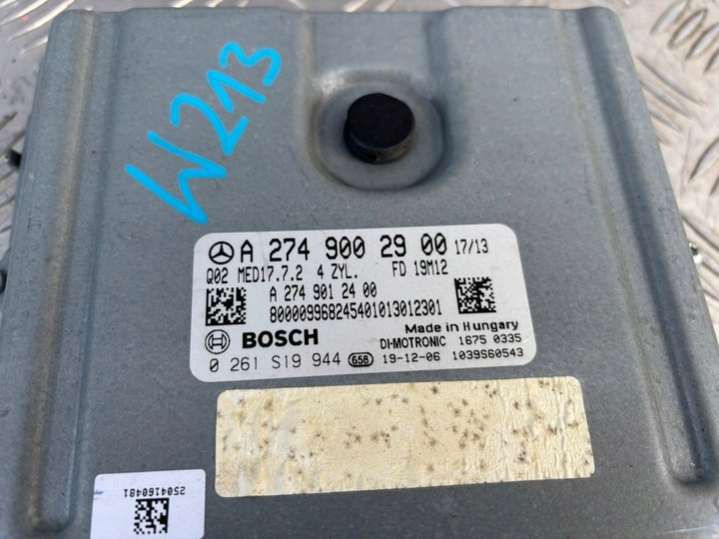 W213
A 274 900 29 00 17/13
Q02 MED17.7.2 4 ZYL. FD 19M12
A 274 901 24 00
800009968245401013012301
BOSCH
Made in Hungary
DI-MOTRONIC 1675 0335
0 261 S19 944 658 19-12-06 1039S60543
2504160481